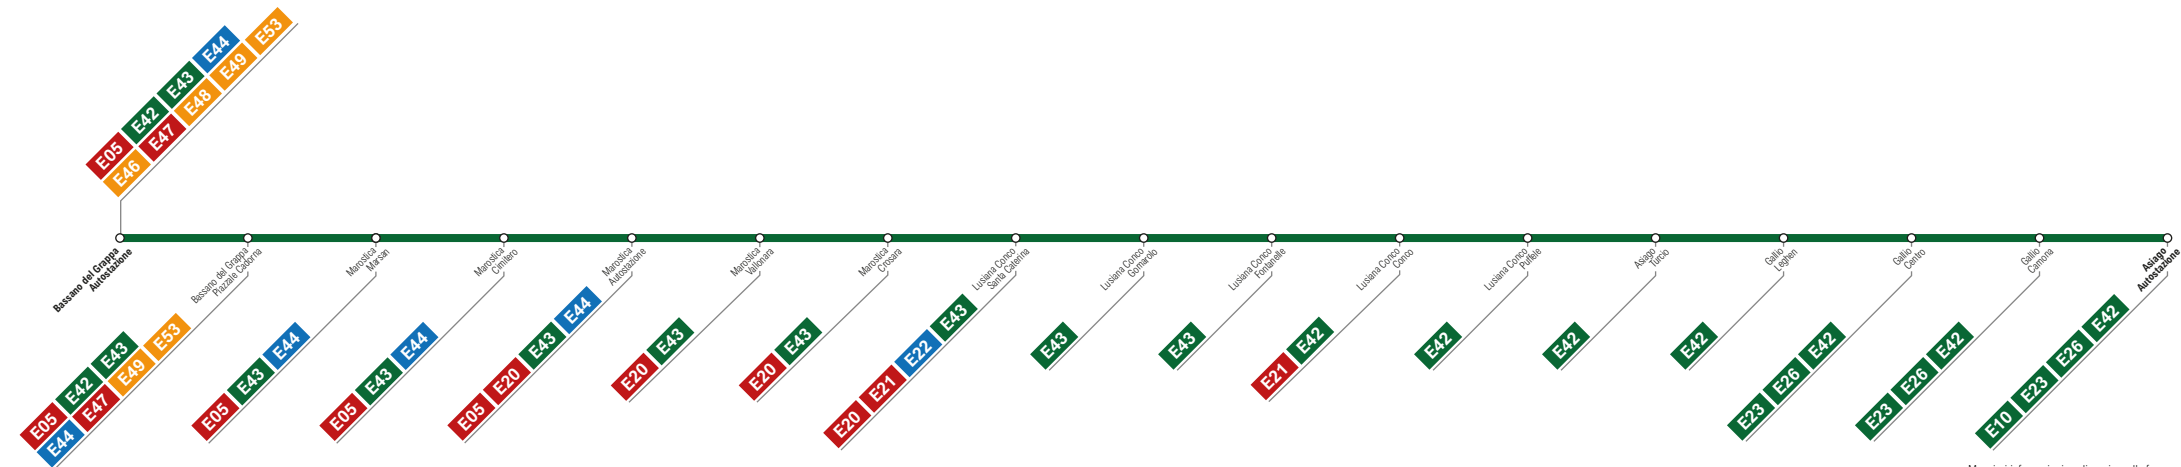 E05 E42 E43 E44
E46 E47 E48 E49 E53
Bassano del Grappa
Autostazione
E05 E42 E43
E44 E47 E49 E53
Bassano del Grappa
Piazzale Cadorna
E05 E43 E44
Marostica
Marsan
E05 E43 E44
Marostica
Cimitero
E05 E20 E43 E44
Marostica
Autostazione
E20 E43
Marostica
Vallonara
E20 E43
Marostica
Crosara
E20 E21 E22 E43
Lusiana Conco
Santa Caterina
E43
Lusiana Conco
Gomarolo
E43
Lusiana Conco
Fontanelle
E21 E42
Lusiana Conco
Conco
E42
Lusiana Conco
Puffele
E42
Asiago
Turcio
E42
Gallio
Leghen
E23 E26 E42
Gallio
Centro
E23 E26 E42
Gallio
Camona
E10 E23 E26 E42
Asiago
Autostazione